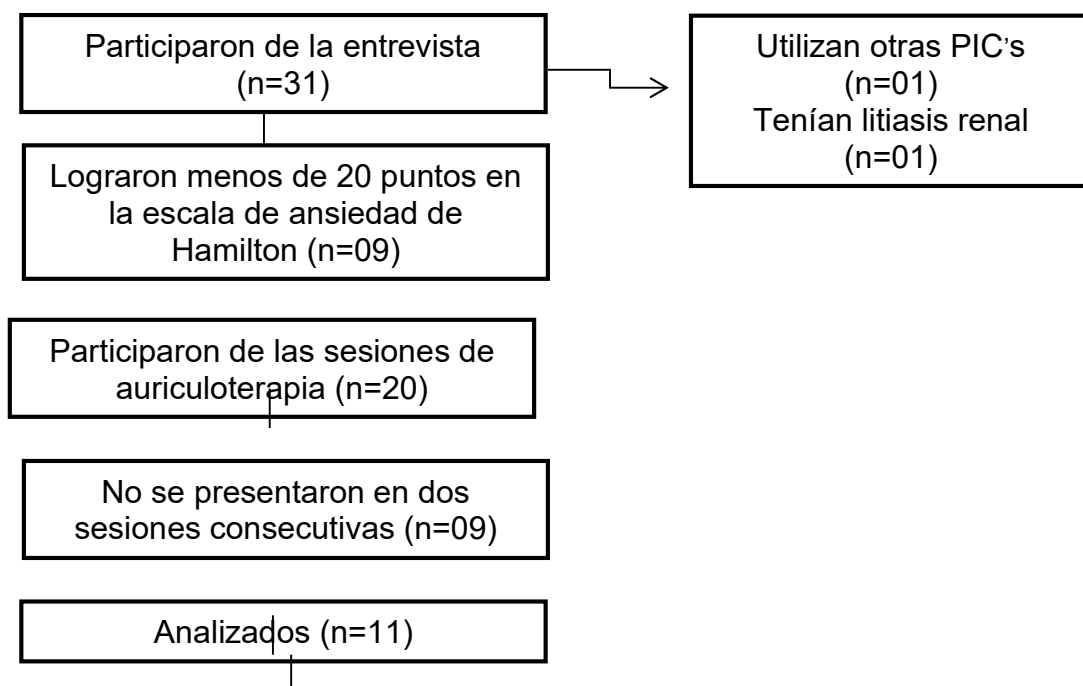 Participaron de la entrevista
(n=31)
Utilizan otras PIC's
(n=01)
Tenían litiasis renal
(n=01)
Lograron menos de 20 puntos en
la escala de ansiedad de
Hamilton (n=09)
Participaron de las sesiones de
auriculoterapia (n=20)
No se presentaron en dos
sesiones consecutivas (n=09)
Analizados (n=11)